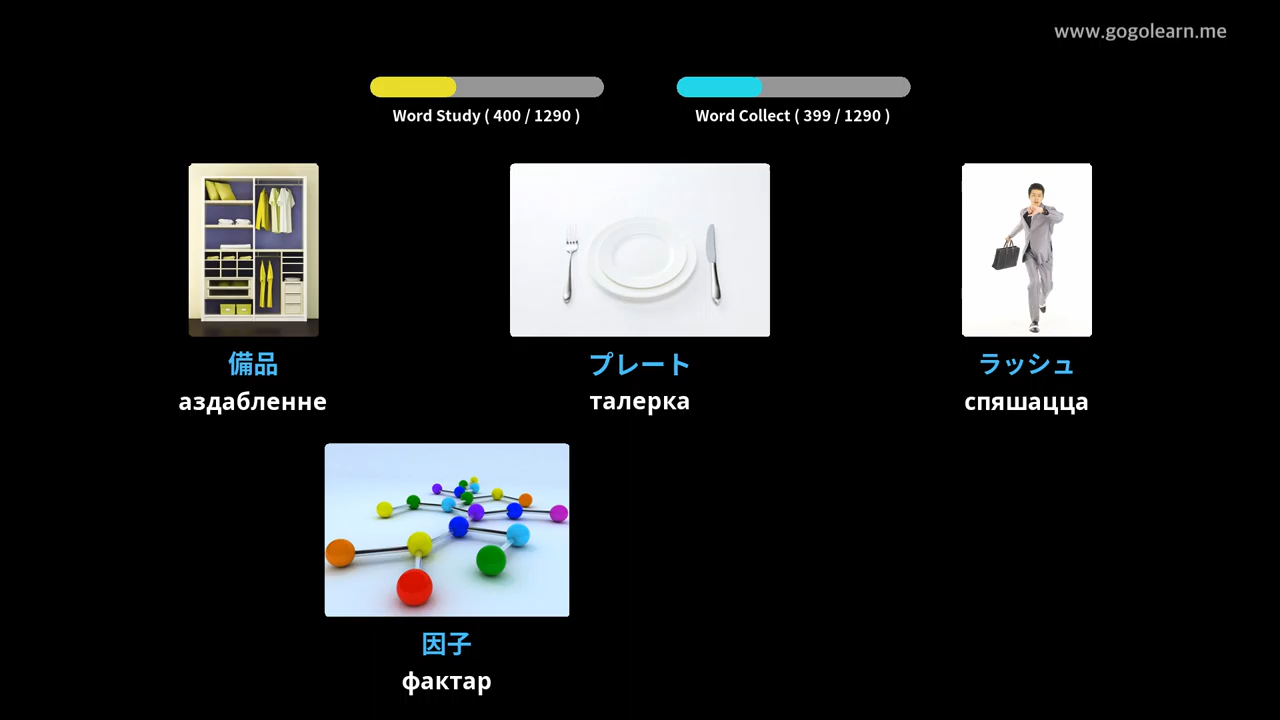 www.gogolearn.me
Word Study ( 400 / 1290 )
Word Collect ( 399 / 1290 )
備品
аздабленне
プレート
талерка
ラッシュ
спяшацца
因子
фактар